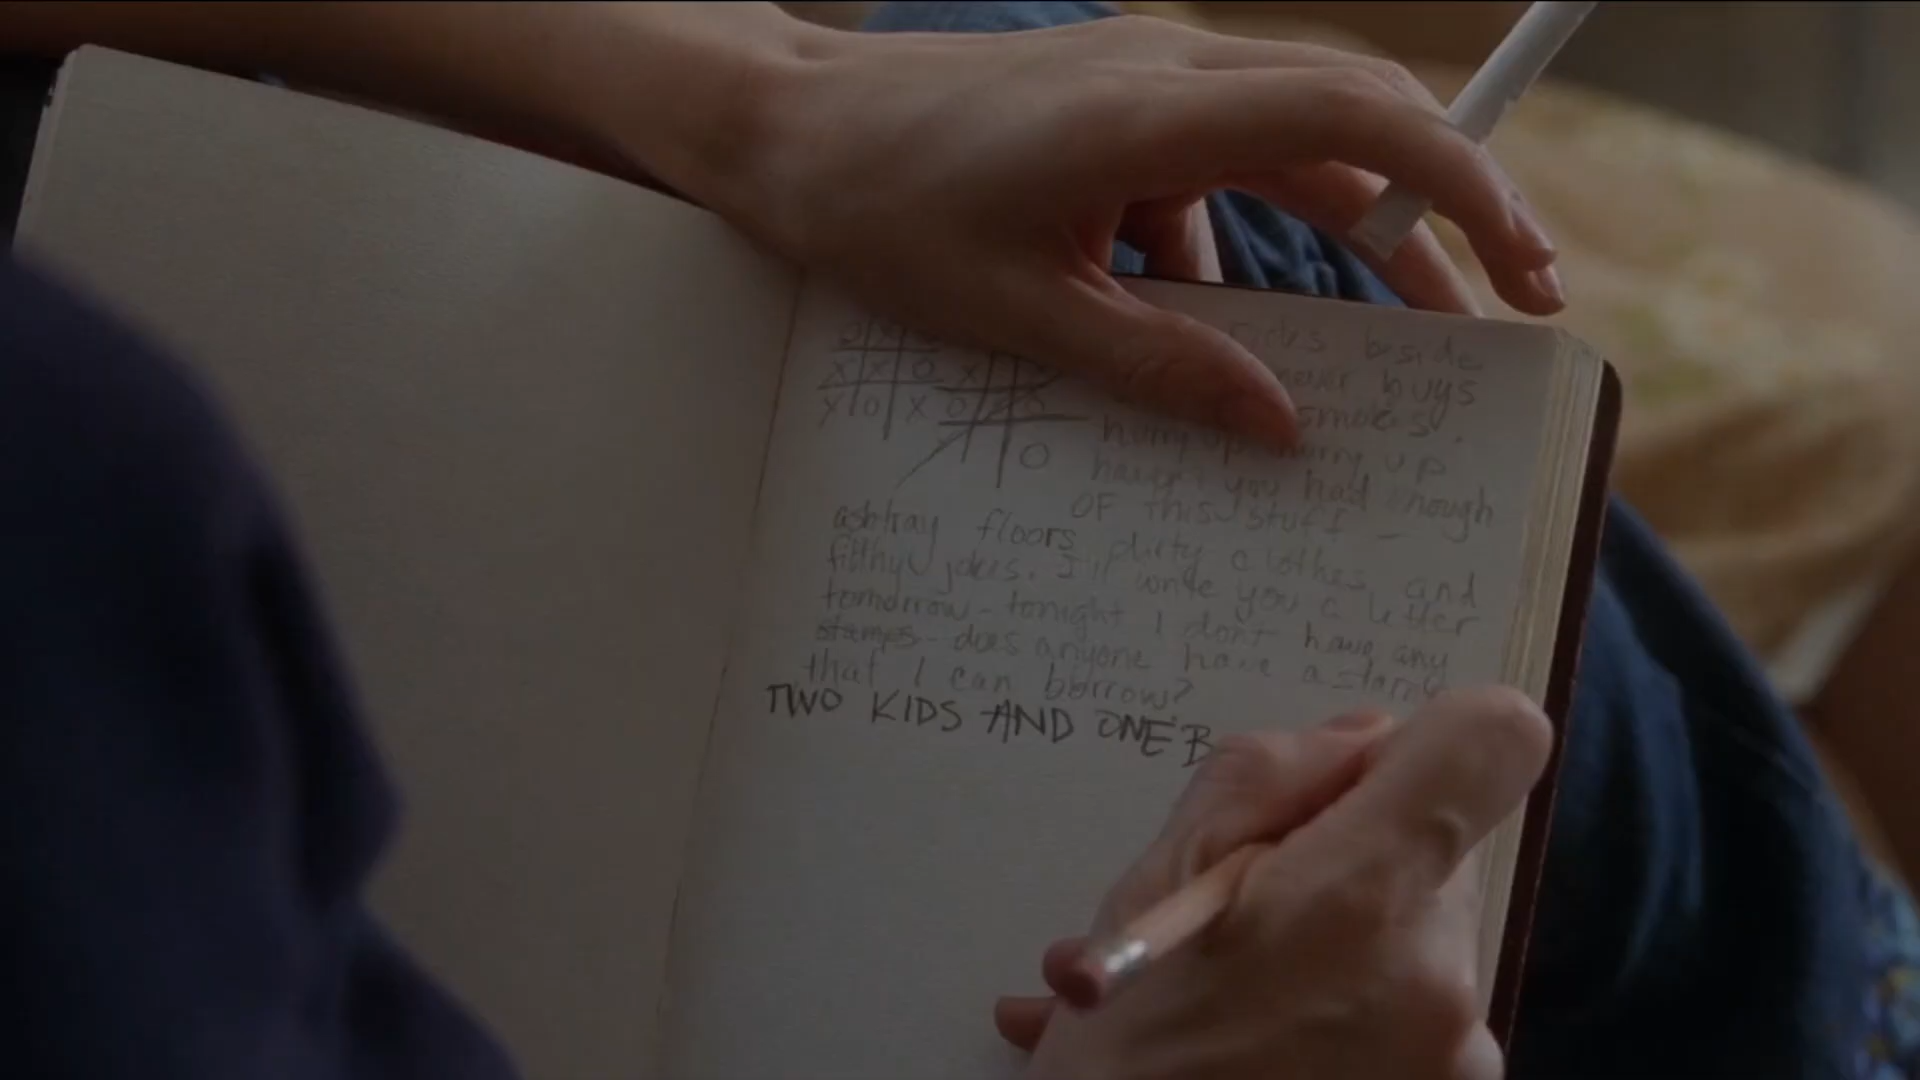 beside
never buys
smokes.
hurry up hurry up
haven't you had enough
OF this stuff -
ashtray floors dirty clothes and
filthy jokes. I'll write you a letter
tomorrow - tonight I don't have any
stamps - does anyone have a stamp
that I can borrow?
TWO KIDS AND ONE B